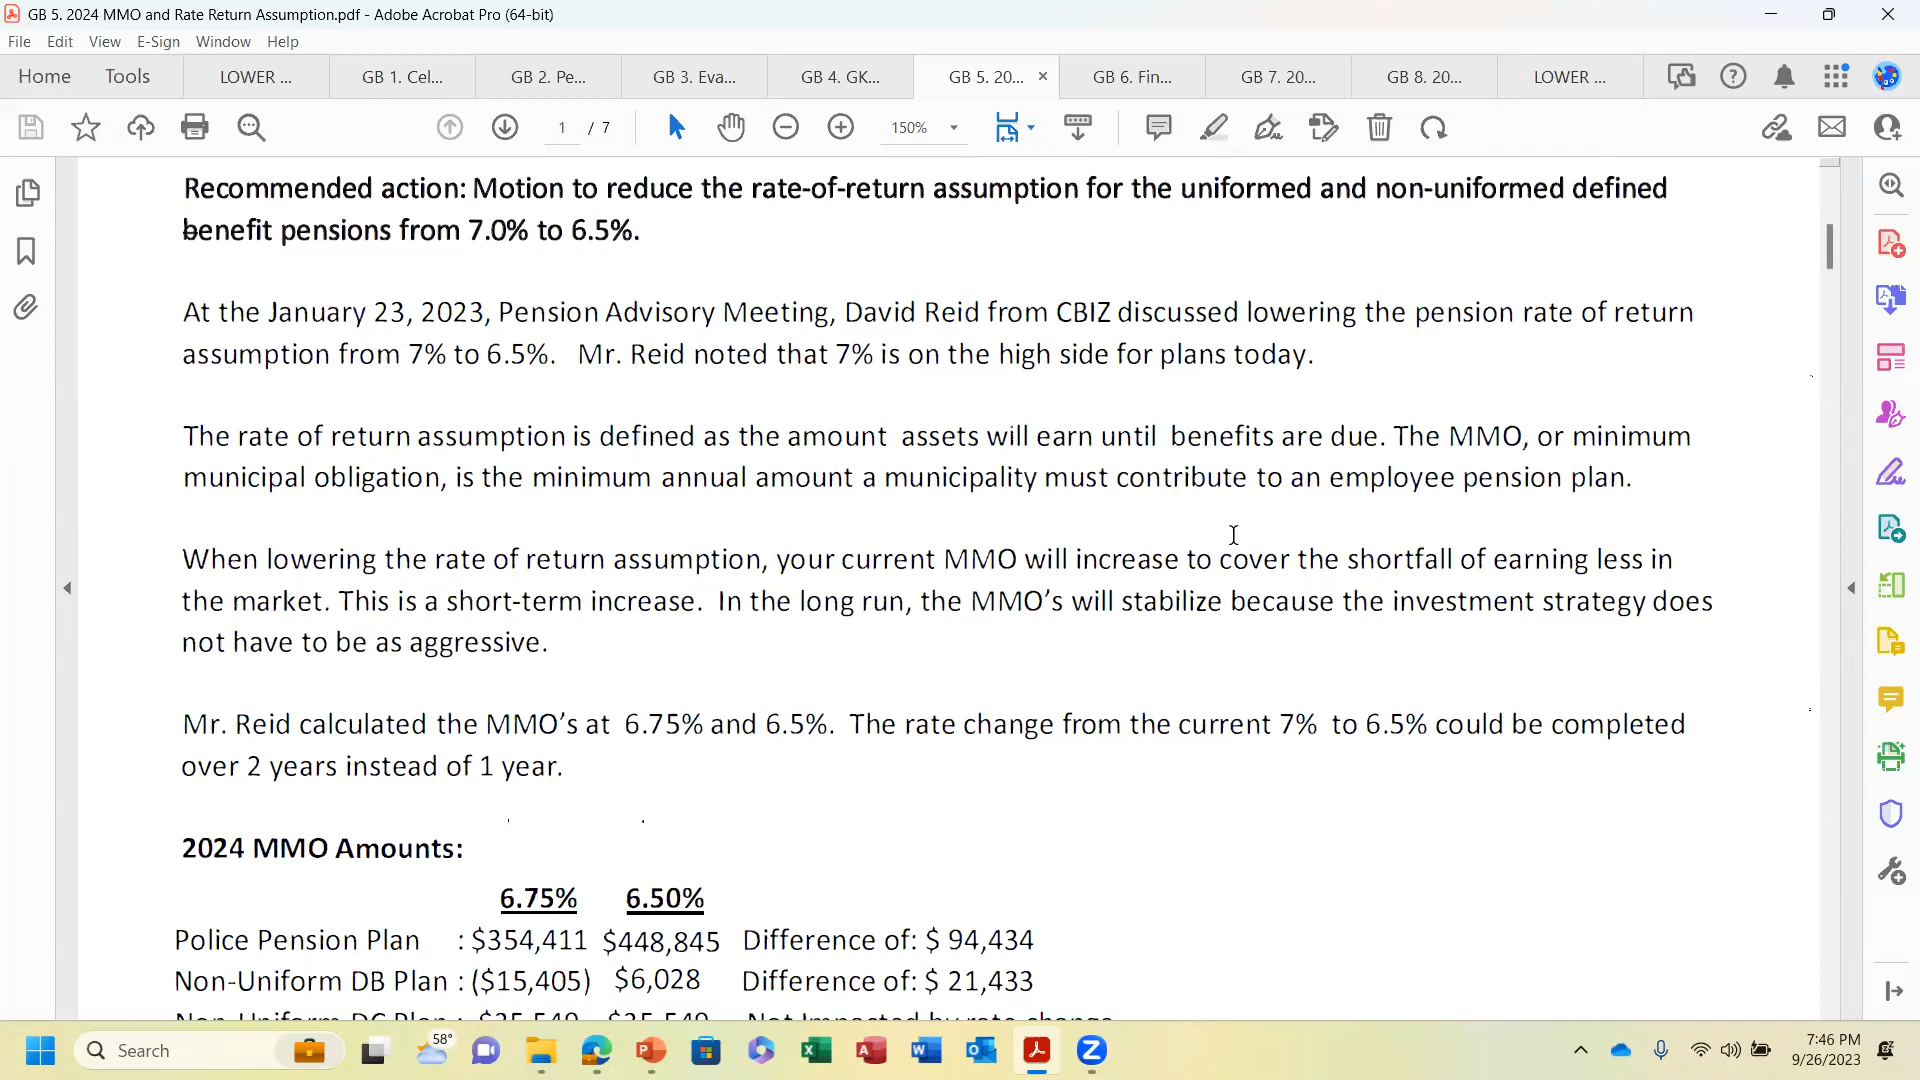 GB 5. 2024 MMO and Rate Return Assumption.pdf - Adobe Acrobat Pro (64-bit)
File Edit View E-Sign Window Help
Home Tools LOWER ... GB 1. Cel... GB 2. Pe... GB 3. Eva... GB 4. GK... GB 5. 20... × GB 6. Fin... GB 7. 20... GB 8. 20... LOWER ...
1 / 7 150%
Recommended action: Motion to reduce the rate-of-return assumption for the uniformed and non-uniformed defined
benefit pensions from 7.0% to 6.5%.
At the January 23, 2023, Pension Advisory Meeting, David Reid from CBIZ discussed lowering the pension rate of return
assumption from 7% to 6.5%. Mr. Reid noted that 7% is on the high side for plans today.
The rate of return assumption is defined as the amount assets will earn until benefits are due. The MMO, or minimum
municipal obligation, is the minimum annual amount a municipality must contribute to an employee pension plan.
When lowering the rate of return assumption, your current MMO will increase to cover the shortfall of earning less in
the market. This is a short-term increase. In the long run, the MMO's will stabilize because the investment strategy does
not have to be as aggressive.
Mr. Reid calculated the MMO's at 6.75% and 6.5%. The rate change from the current 7% to 6.5% could be completed
over 2 years instead of 1 year.
2024 MMO Amounts:
6.75% 6.50%
Police Pension Plan : $354,411 $448,845 Difference of: $ 94,434
Non-Uniform DB Plan : ($15,405) $6,028 Difference of: $ 21,433
Non-Uniform DC Plan : $35,549 $35,549 Not Impacted by rate change
Search 58° 7:46 PM
9/26/2023